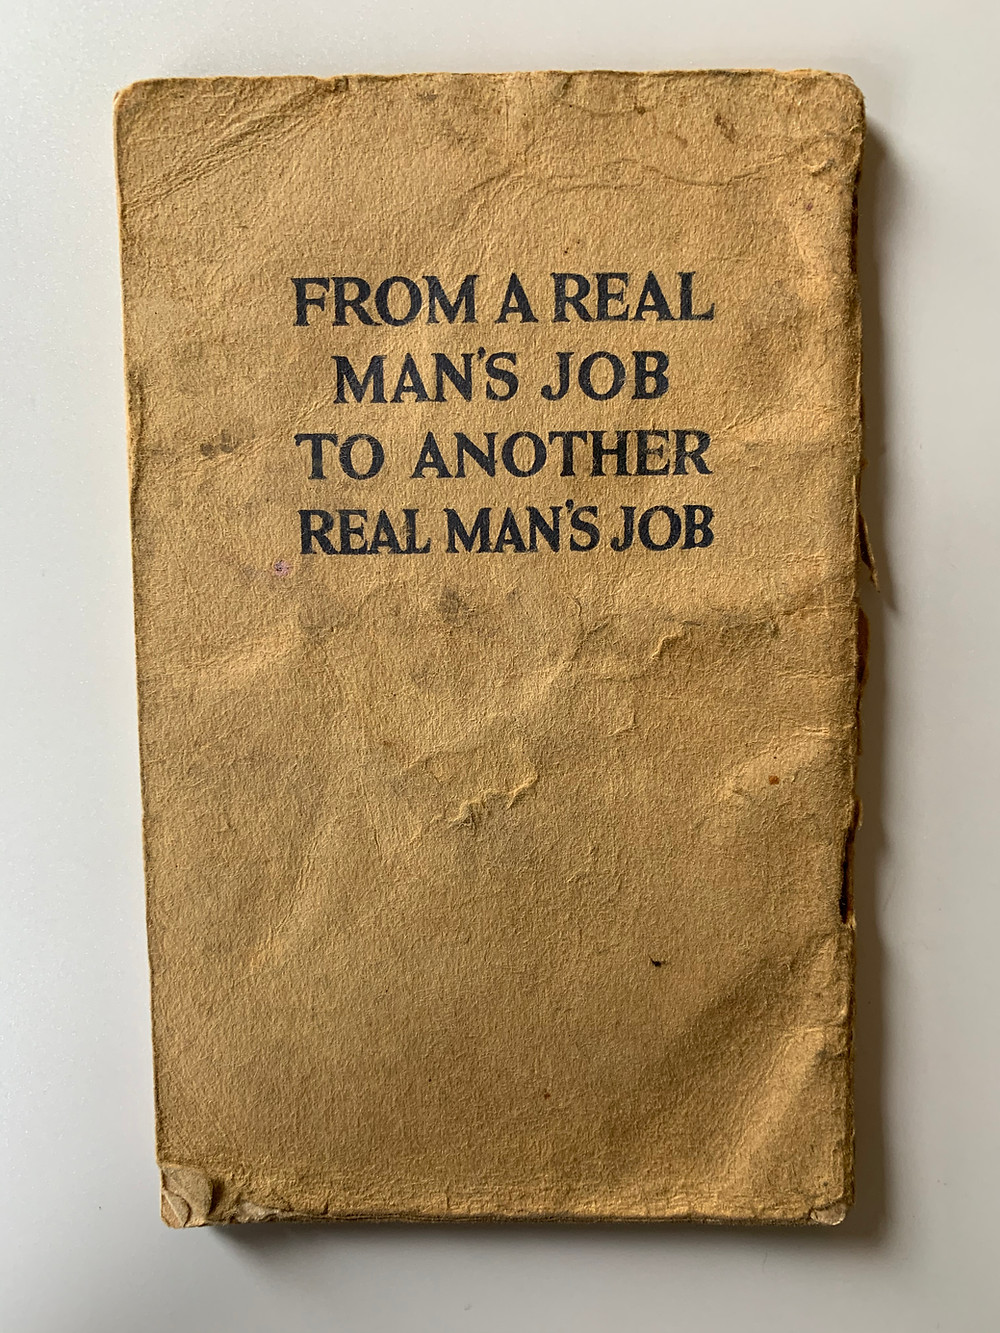 FROM A REAL
MAN'S JOB
TO ANOTHER
REAL MAN'S JOB